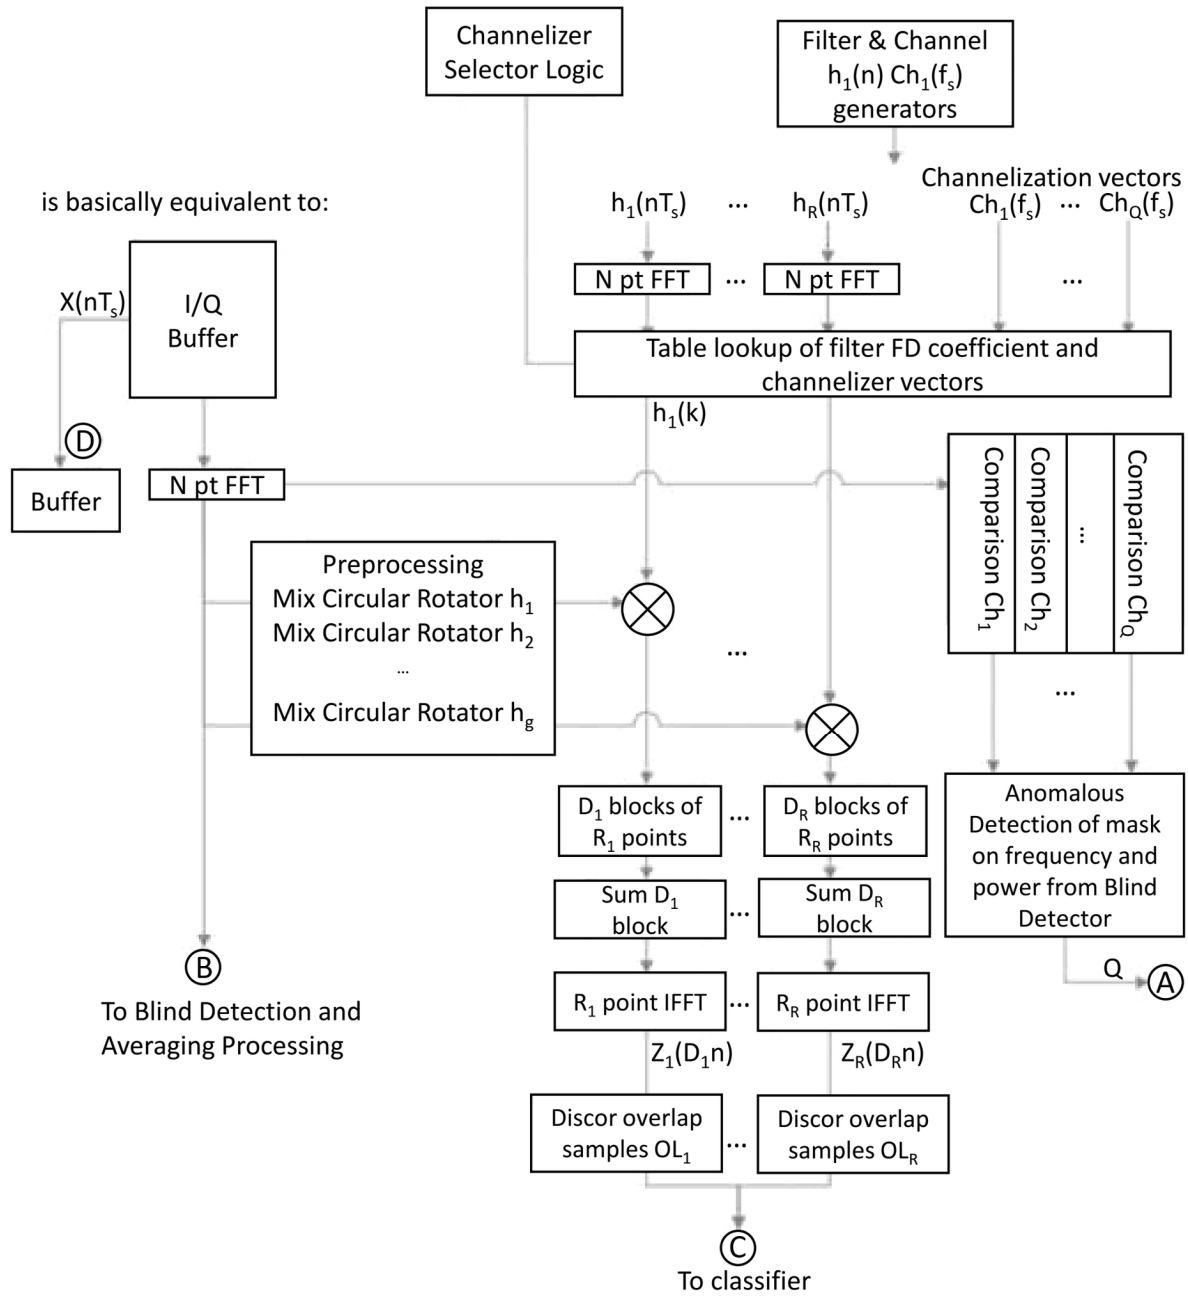 Channelizer
Selector Logic
Filter & Channel
h1(n) Ch1(fs)
generators
is basically equivalent to:
Channelization vectors
h1(nTs) ... hR(nTs) Ch1(fs) ... ChQ(fs)
N pt FFT ... N pt FFT ...
X(nTs)
I/Q
Buffer
Table lookup of filter FD coefficient and
channelizer vectors
h1(k)
D
Buffer
N pt FFT
Comparison Ch1
Comparison Ch2
...
Comparison ChQ
Preprocessing
Mix Circular Rotator h1
Mix Circular Rotator h2
...
Mix Circular Rotator hg
...
...
D1 blocks of
R1 points
...
DR blocks of
RR points
Anomalous
Detection of mask
on frequency and
power from Blind
Detector
Sum D1
block
...
Sum DR
block
B
To Blind Detection and
Averaging Processing
Q
A
R1 point IFFT ... RR point IFFT
Z1(D1n)
ZR(DRn)
Discor overlap
samples OL1
...
Discor overlap
samples OLR
C
To classifier